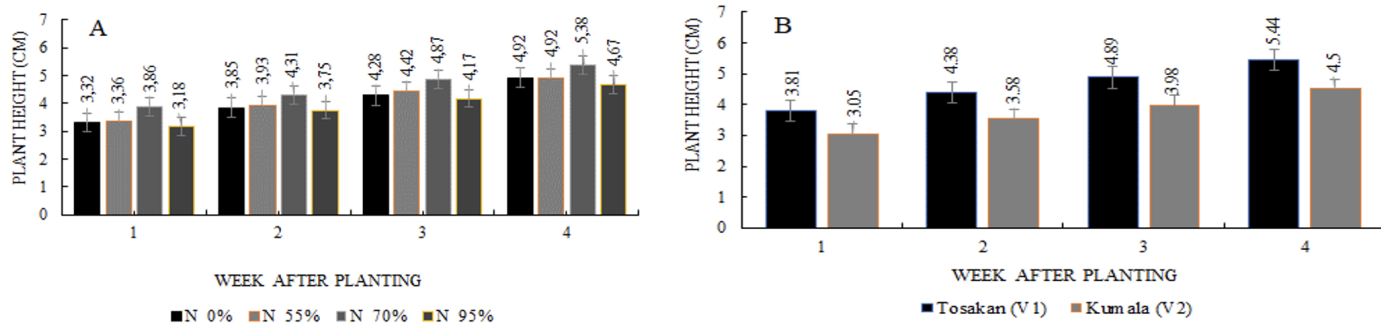 A
PLANT HEIGHT (CM)
7
6
5
4
3
2
1
0
3,32 3,36 3,86 3,18
3,85 3,93 4,31 3,75
4,28 4,42 4,87 4,17
4,92 4,92 5,38 4,67
1 2 3 4
WEEK AFTER PLANTING
N 0% N 55% N 70% N 95%
B
PLANT HEIGHT (CM)
7
6
5
4
3
2
1
0
3.81 3.05
4.38 3.58
4.89 3.98
5.44 4.5
1 2 3 4
WEEK AFTER PLANTING
Tosakan (V1) Kumala (V2)